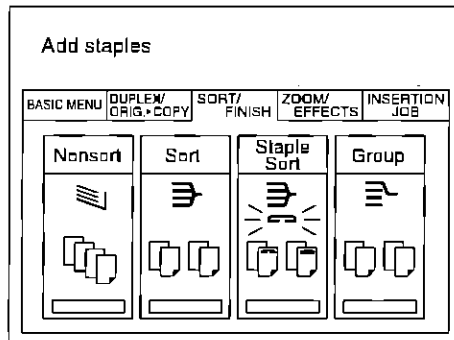 Add staples
BASIC MENU DUPLEX/ ORIG.▸COPY SORT/ FINISH ZOOM/ EFFECTS INSERTION JOB
Nonsort Sort Staple Sort Group